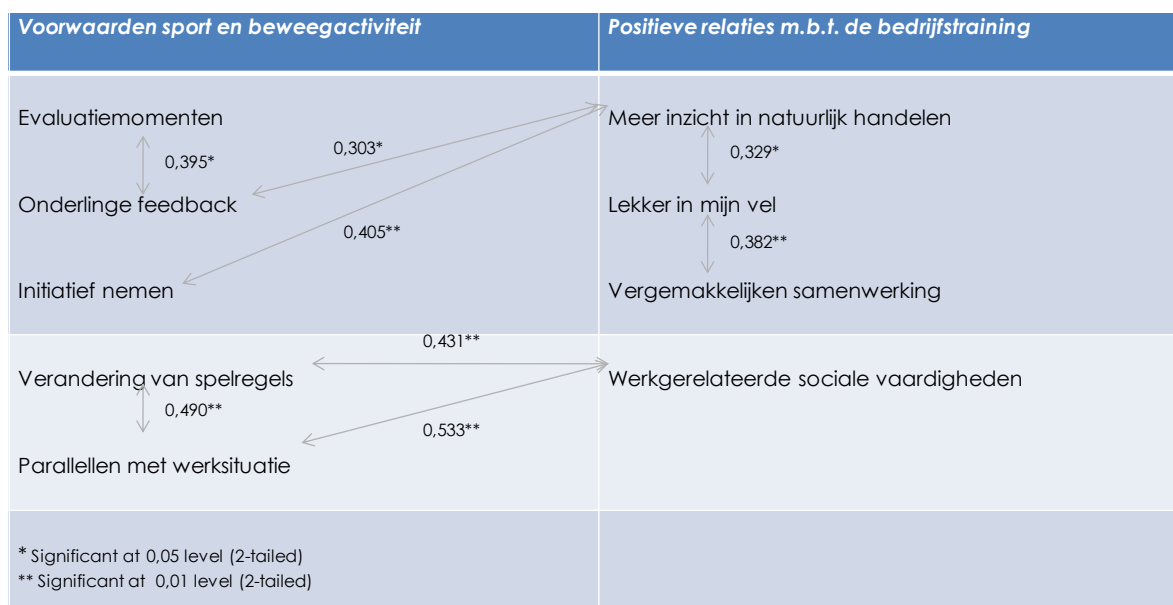 Voorwaarden sport en beweegactiviteit
Positieve relaties m.b.t. de bedrijfstraining
Evaluatiemomenten
Meer inzicht in natuurlijk handelen
0,395*
0,303*
0,329*
Onderlinge feedback
Lekker in mijn vel
0,405**
0,382**
Initiatief nemen
Vergemakkelijken samenwerking
0,431**
Verandering van spelregels
Werkgerelateerde sociale vaardigheden
0,490**
0,533**
Parallellen met werksituatie
* Significant at 0,05 level (2-tailed)
** Significant at 0,01 level (2-tailed)